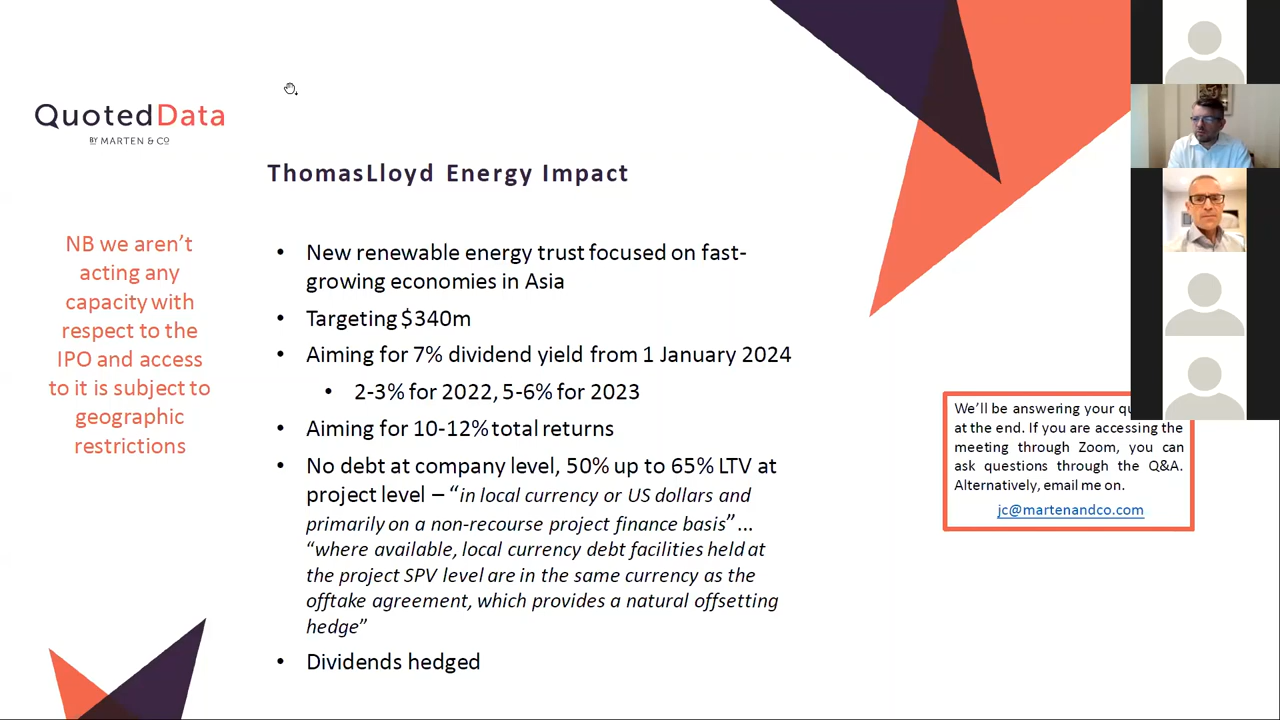 QuotedData
BY MARTEN & CO
ThomasLloyd Energy Impact
NB we aren't
acting any
capacity with
respect to the
IPO and access
to it is subject to
geographic
restrictions
• New renewable energy trust focused on fast-
growing economies in Asia
• Targeting $340m
• Aiming for 7% dividend yield from 1 January 2024
• 2-3% for 2022, 5-6% for 2023
• Aiming for 10-12% total returns
• No debt at company level, 50% up to 65% LTV at
project level – “in local currency or US dollars and
primarily on a non-recourse project finance basis”...
“where available, local currency debt facilities held at
the project SPV level are in the same currency as the
offtake agreement, which provides a natural offsetting
hedge”
• Dividends hedged
We'll be answering your
at the end. If you are accessing the
meeting through Zoom, you can
ask questions through the Q&A.
Alternatively, email me on.
jc@martenandco.com